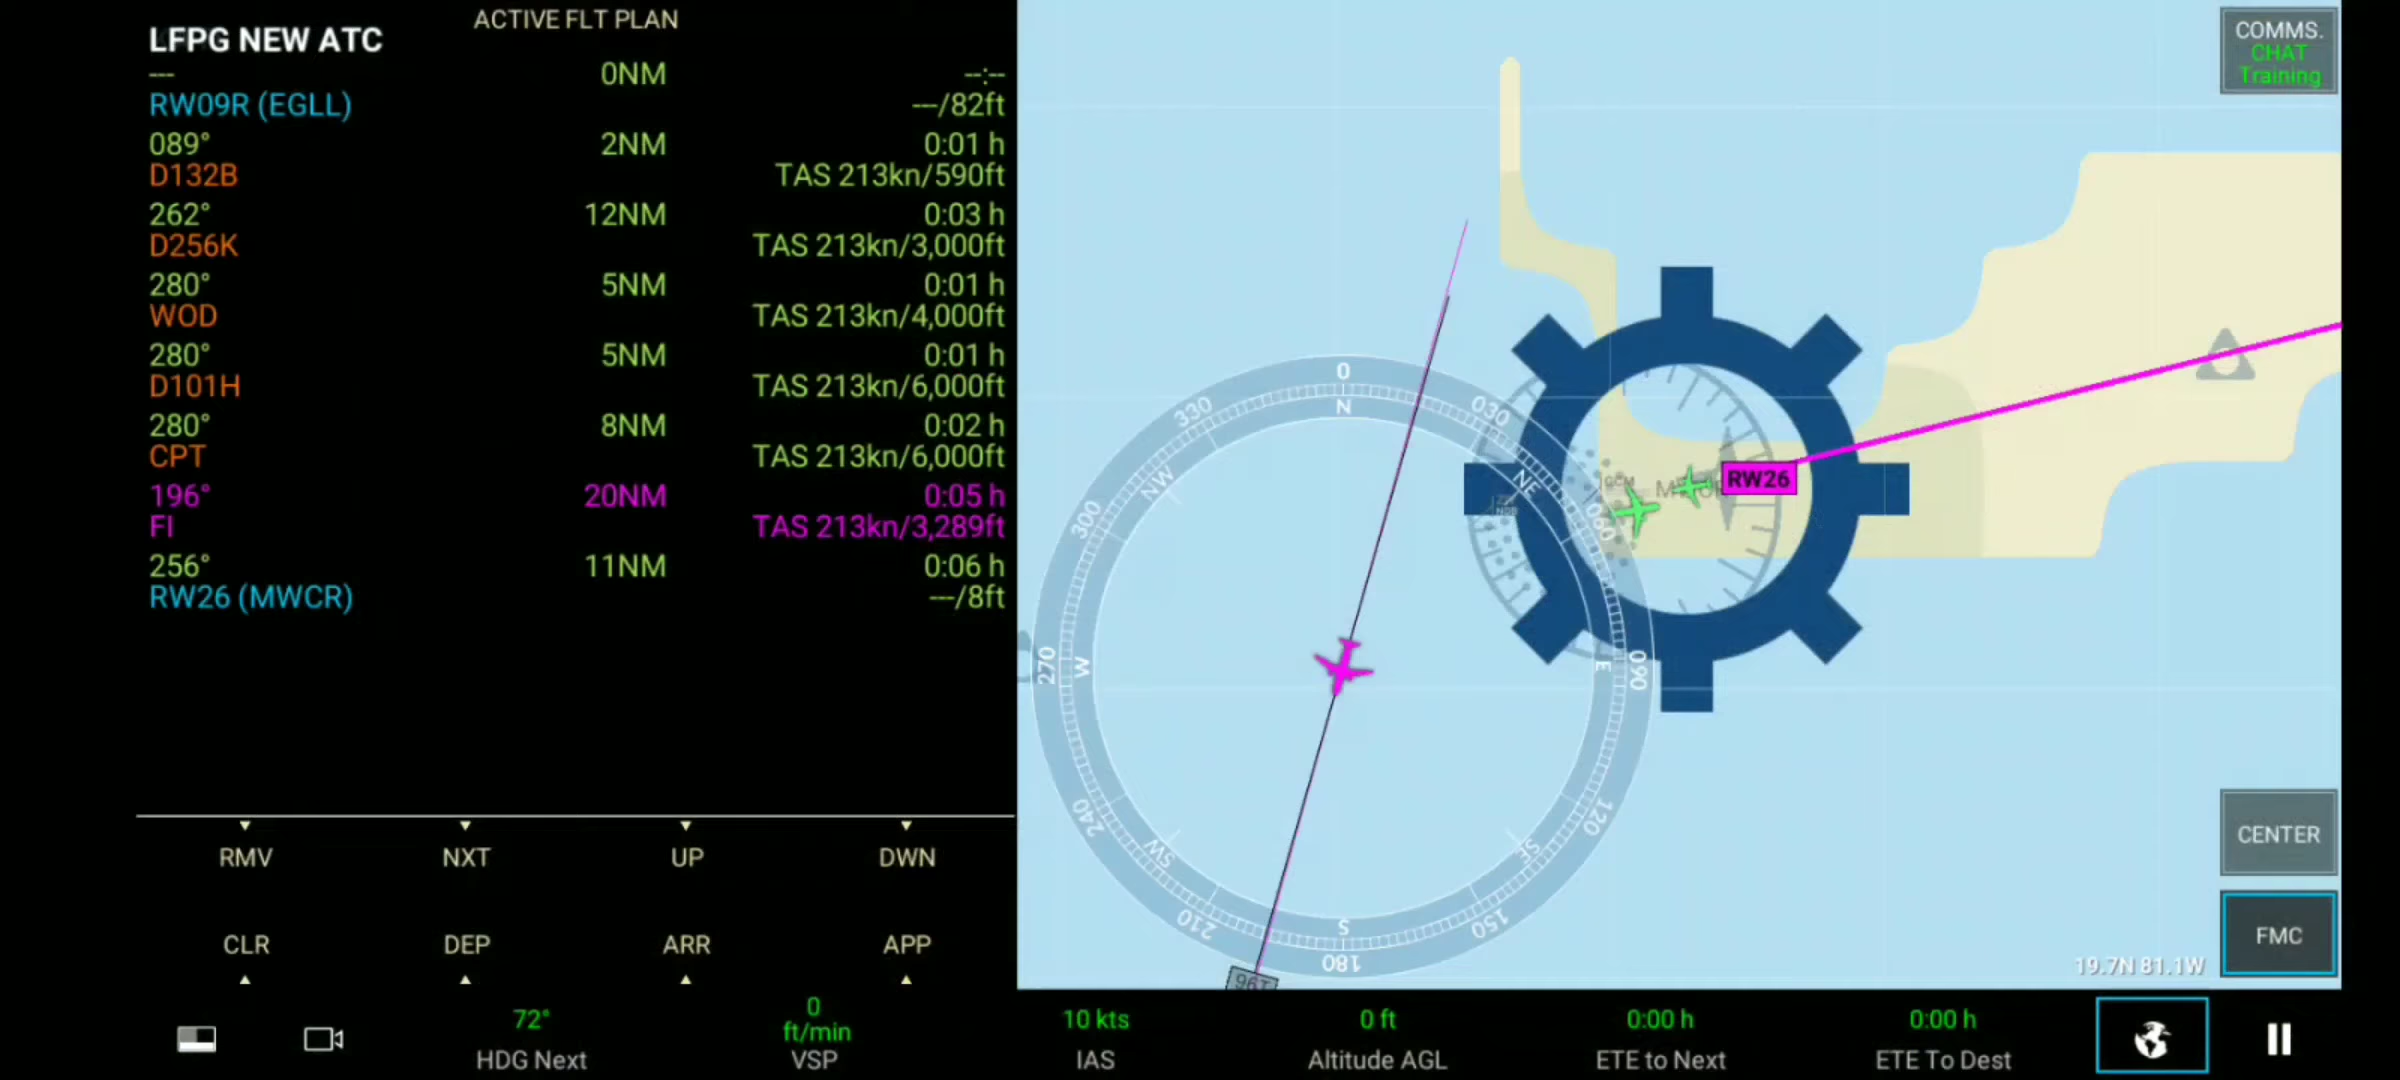 ACTIVE FLT PLAN
LFPG NEW ATC
--- 0NM --:--
RW09R (EGLL) ---/82ft
089° 2NM 0:01 h
D132B TAS 213kn/590ft
262° 12NM 0:03 h
D256K TAS 213kn/3,000ft
280° 5NM 0:01 h
WOD TAS 213kn/4,000ft
280° 5NM 0:01 h
D101H TAS 213kn/6,000ft
280° 8NM 0:02 h
CPT TAS 213kn/6,000ft
196° 20NM 0:05 h
FI TAS 213kn/3,289ft
256° 11NM 0:06 h
RW26 (MWCR) ---/8ft
RMV NXT UP DWN
CLR DEP ARR APP
COMMS.
CHAT
Training
0
N
330
030
NW
NE
300
060
270
W
E
090
240
120
SW
SE
210
150
S
180
196
RW26
GCM
CENTER
FMC
19.7N 81.1W
72°
HDG Next
0
ft/min
VSP
10 kts
IAS
0 ft
Altitude AGL
0:00 h
ETE to Next
0:00 h
ETE To Dest